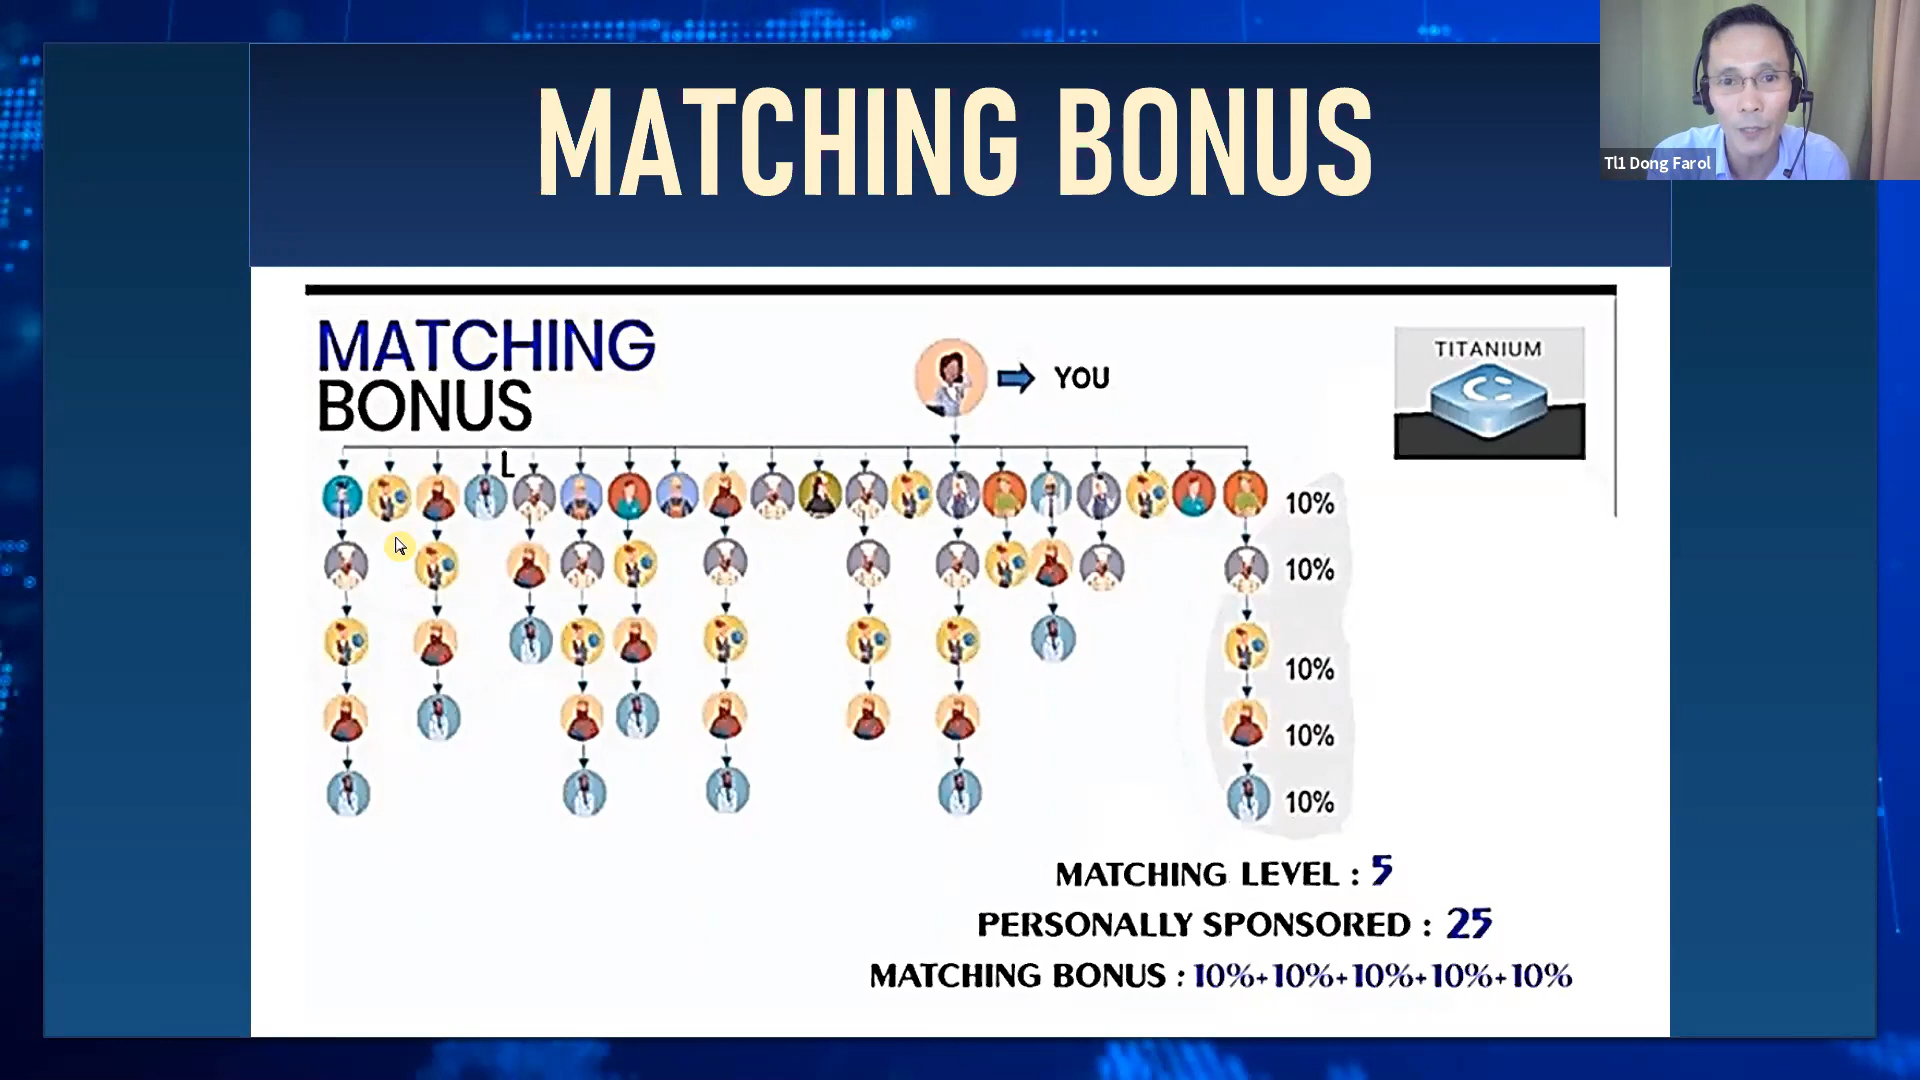 MATCHING BONUS
Tl1 Dong Farol
MATCHING
BONUS
YOU
TITANIUM
L
10%
10%
10%
10%
10%
MATCHING LEVEL : 5
PERSONALLY SPONSORED : 25
MATCHING BONUS : 10%+10%+10%+10%+10%